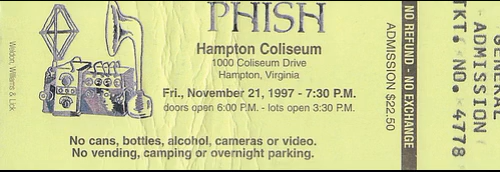 PHISH
Hampton Coliseum
1000 Coliseum Drive
Hampton, Virginia
Fri., November 21, 1997 - 7:30 P.M.
doors open 6:00 P.M. - lots open 3:30 P.M.
No cans, bottles, alcohol, cameras or video.
No vending, camping or overnight parking.
Weldon, Williams & Lick
ADMISSION $22.50
NO REFUND - NO EXCHANGE
GENERAL
ADMISSION
TKT. NO. 4778